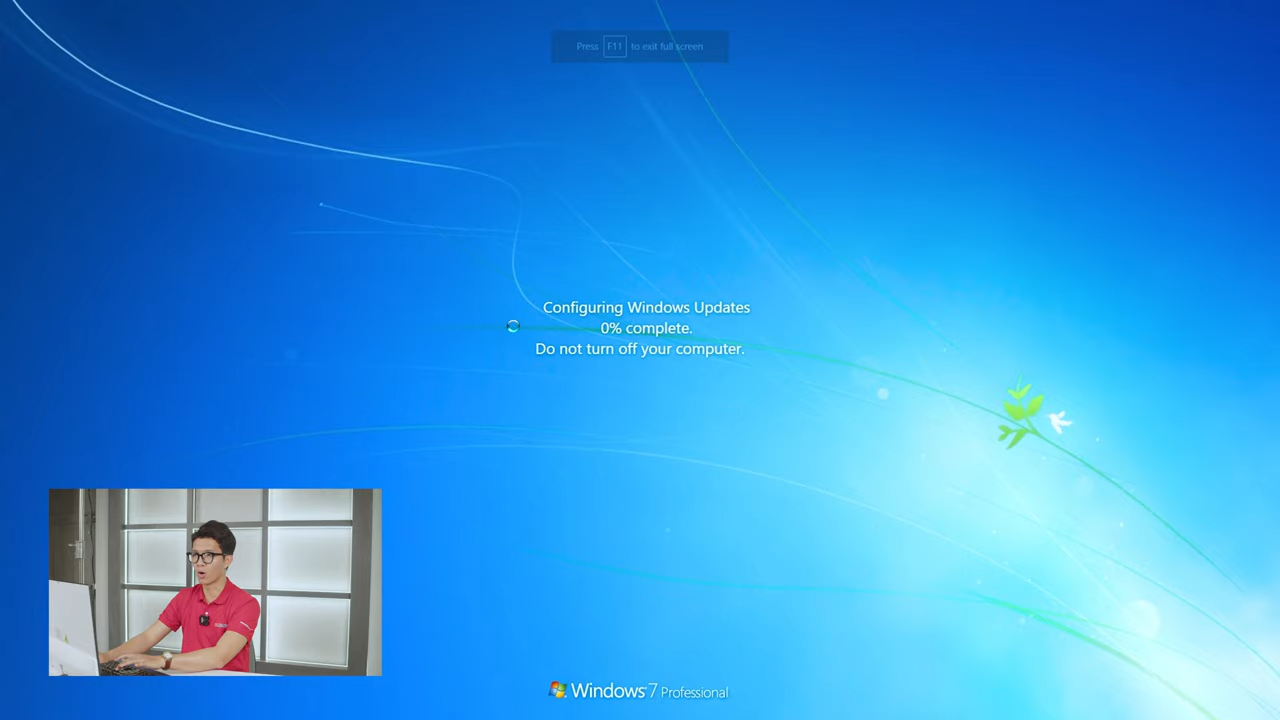 Press F11 to exit full screen
Configuring Windows Updates
0% complete.
Do not turn off your computer.
Windows 7 Professional